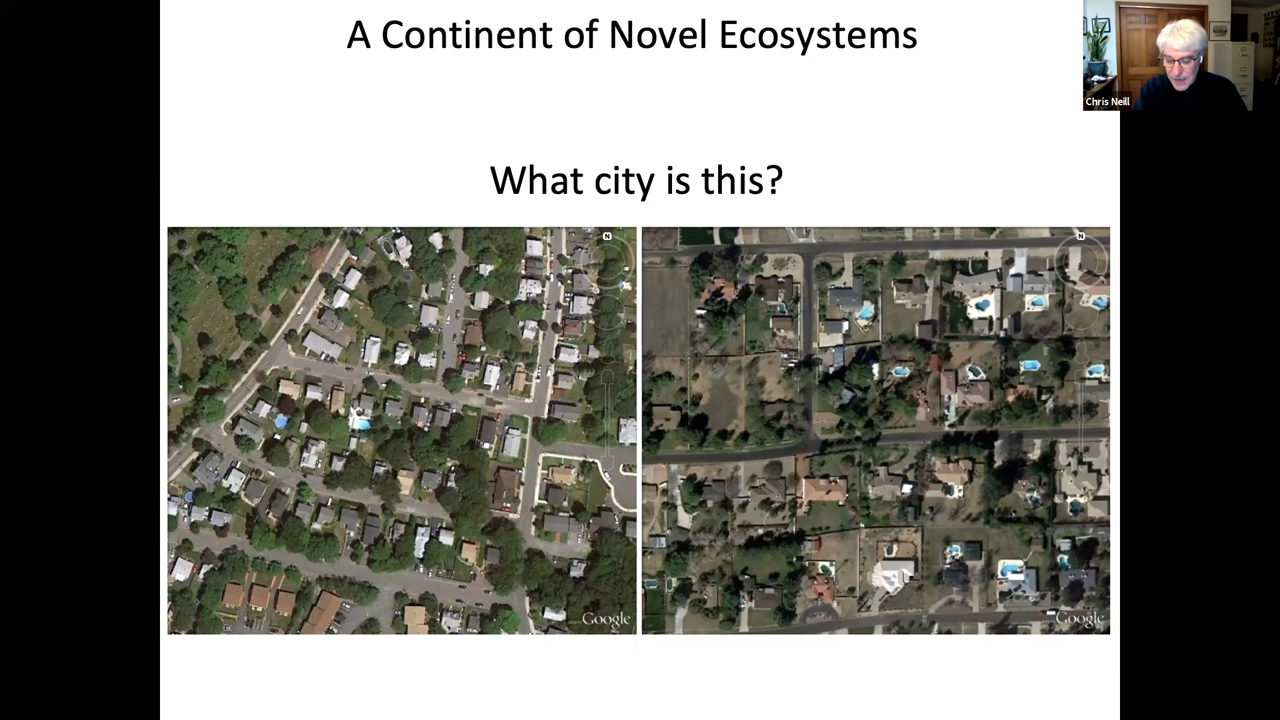 A Continent of Novel Ecosystems
Chris Neill
What city is this?
N
N
Google
Google